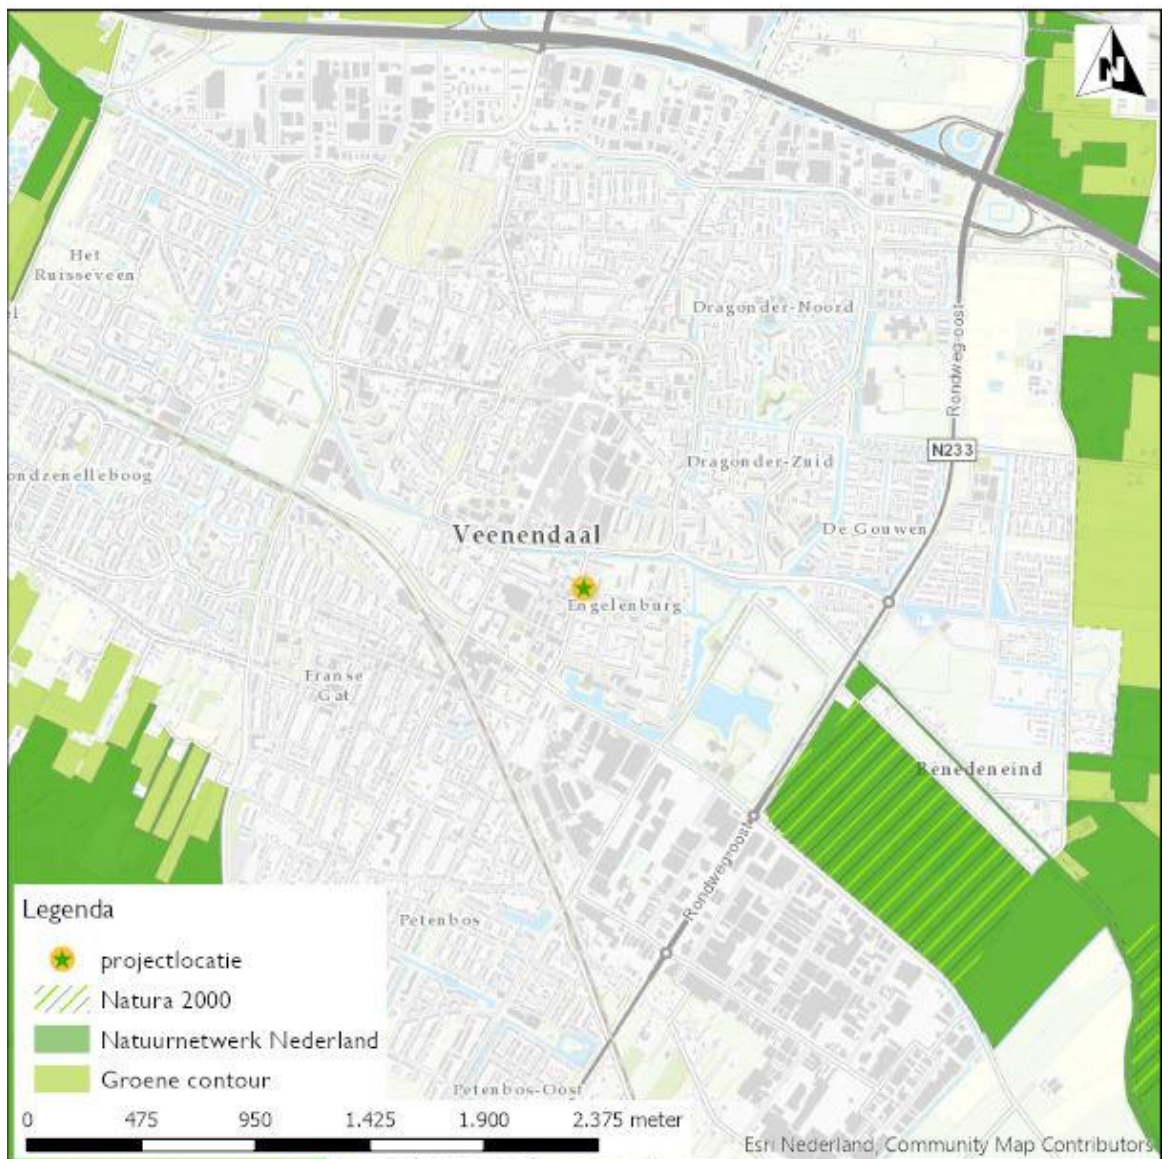 N
Het
Ruisseveen
el
Dragonder-Noord
Rondweg-oost
N233
ondzenelleboog
Dragonder-Zuid
De Gouwen
Veenendaal
Engelenburg
Franse
Gat
Benedeneind
Rondweg-oost
Petenbos
Petenbos-Oost
Legenda
projectlocatie
Natura 2000
Natuurnetwerk Nederland
Groene contour
0 475 950 1.425 1.900 2.375 meter
Esri Nederland, Community Map Contributors